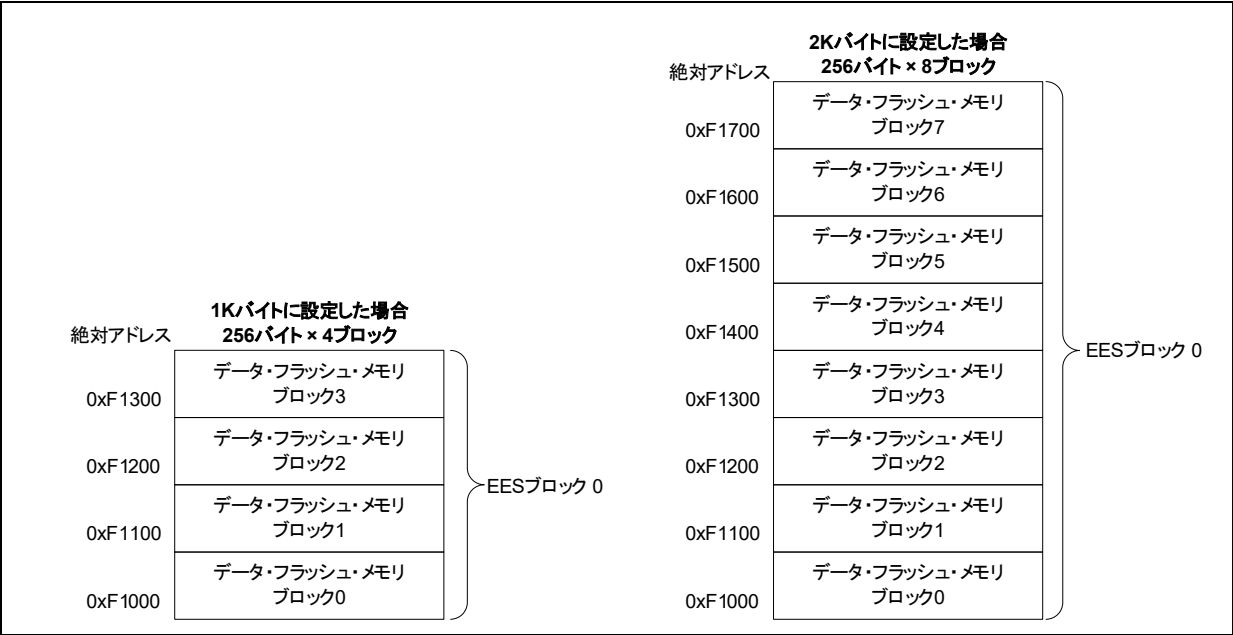 1Kバイトに設定した場合
絶対アドレス
256バイト × 4ブロック
データ・フラッシュ・メモリ
ブロック3
0xF1300
データ・フラッシュ・メモリ
ブロック2
0xF1200
データ・フラッシュ・メモリ
ブロック1
0xF1100
データ・フラッシュ・メモリ
ブロック0
0xF1000
EESブロック 0
2Kバイトに設定した場合
256バイト × 8ブロック
絶対アドレス
データ・フラッシュ・メモリ
ブロック7
0xF1700
データ・フラッシュ・メモリ
ブロック6
0xF1600
データ・フラッシュ・メモリ
ブロック5
0xF1500
データ・フラッシュ・メモリ
ブロック4
0xF1400
データ・フラッシュ・メモリ
ブロック3
0xF1300
データ・フラッシュ・メモリ
ブロック2
0xF1200
データ・フラッシュ・メモリ
ブロック1
0xF1100
データ・フラッシュ・メモリ
ブロック0
0xF1000
EESブロック 0